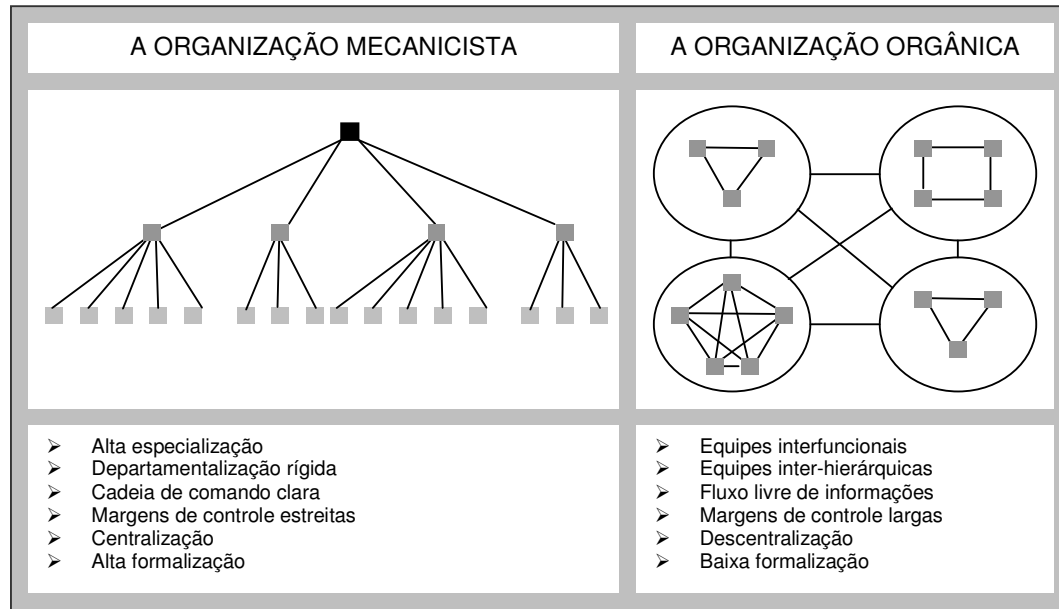 A ORGANIZAÇÃO MECANICISTA
A ORGANIZAÇÃO ORGÂNICA
➢ Alta especialização
➢ Departamentalização rígida
➢ Cadeia de comando clara
➢ Margens de controle estreitas
➢ Centralização
➢ Alta formalização
➢ Equipes interfuncionais
➢ Equipes inter-hierárquicas
➢ Fluxo livre de informações
➢ Margens de controle largas
➢ Descentralização
➢ Baixa formalização